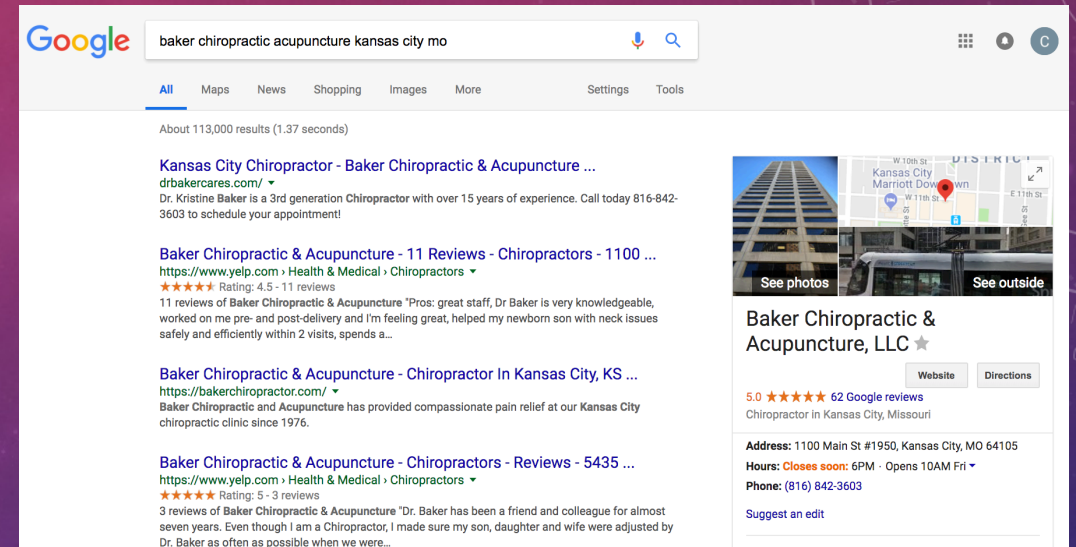 Google
baker chiropractic acupuncture kansas city mo
C
All Maps News Shopping Images More Settings Tools
About 113,000 results (1.37 seconds)
Kansas City Chiropractor - Baker Chiropractic & Acupuncture ...
drbakercares.com/
Dr. Kristine Baker is a 3rd generation Chiropractor with over 15 years of experience. Call today 816-842-
3603 to schedule your appointment!
Baker Chiropractic & Acupuncture - 11 Reviews - Chiropractors - 1100 ...
https://www.yelp.com › Health & Medical › Chiropractors
Rating: 4.5 - 11 reviews
11 reviews of Baker Chiropractic & Acupuncture "Pros: great staff, Dr Baker is very knowledgeable,
worked on me pre- and post-delivery and I'm feeling great, helped my newborn son with neck issues
safely and efficiently within 2 visits, spends a...
Baker Chiropractic & Acupuncture - Chiropractor In Kansas City, KS ...
https://bakerchiropractor.com/
Baker Chiropractic and Acupuncture has provided compassionate pain relief at our Kansas City
chiropractic clinic since 1976.
Baker Chiropractic & Acupuncture - Chiropractors - Reviews - 5435 ...
https://www.yelp.com › Health & Medical › Chiropractors
Rating: 5 - 3 reviews
3 reviews of Baker Chiropractic & Acupuncture "Dr. Baker has been a friend and colleague for almost
seven years. Even though I am a Chiropractor, I made sure my son, daughter and wife were adjusted by
Dr. Baker as often as possible when we were...
W 10th St
DISTRICT
Kansas City
Marriott Downtown
E 11th St
W 11th St
See photos
See outside
Baker Chiropractic &
Acupuncture, LLC
Website Directions
5.0 62 Google reviews
Chiropractor in Kansas City, Missouri
Address: 1100 Main St #1950, Kansas City, MO 64105
Hours: Closes soon: 6PM · Opens 10AM Fri
Phone: (816) 842-3603
Suggest an edit